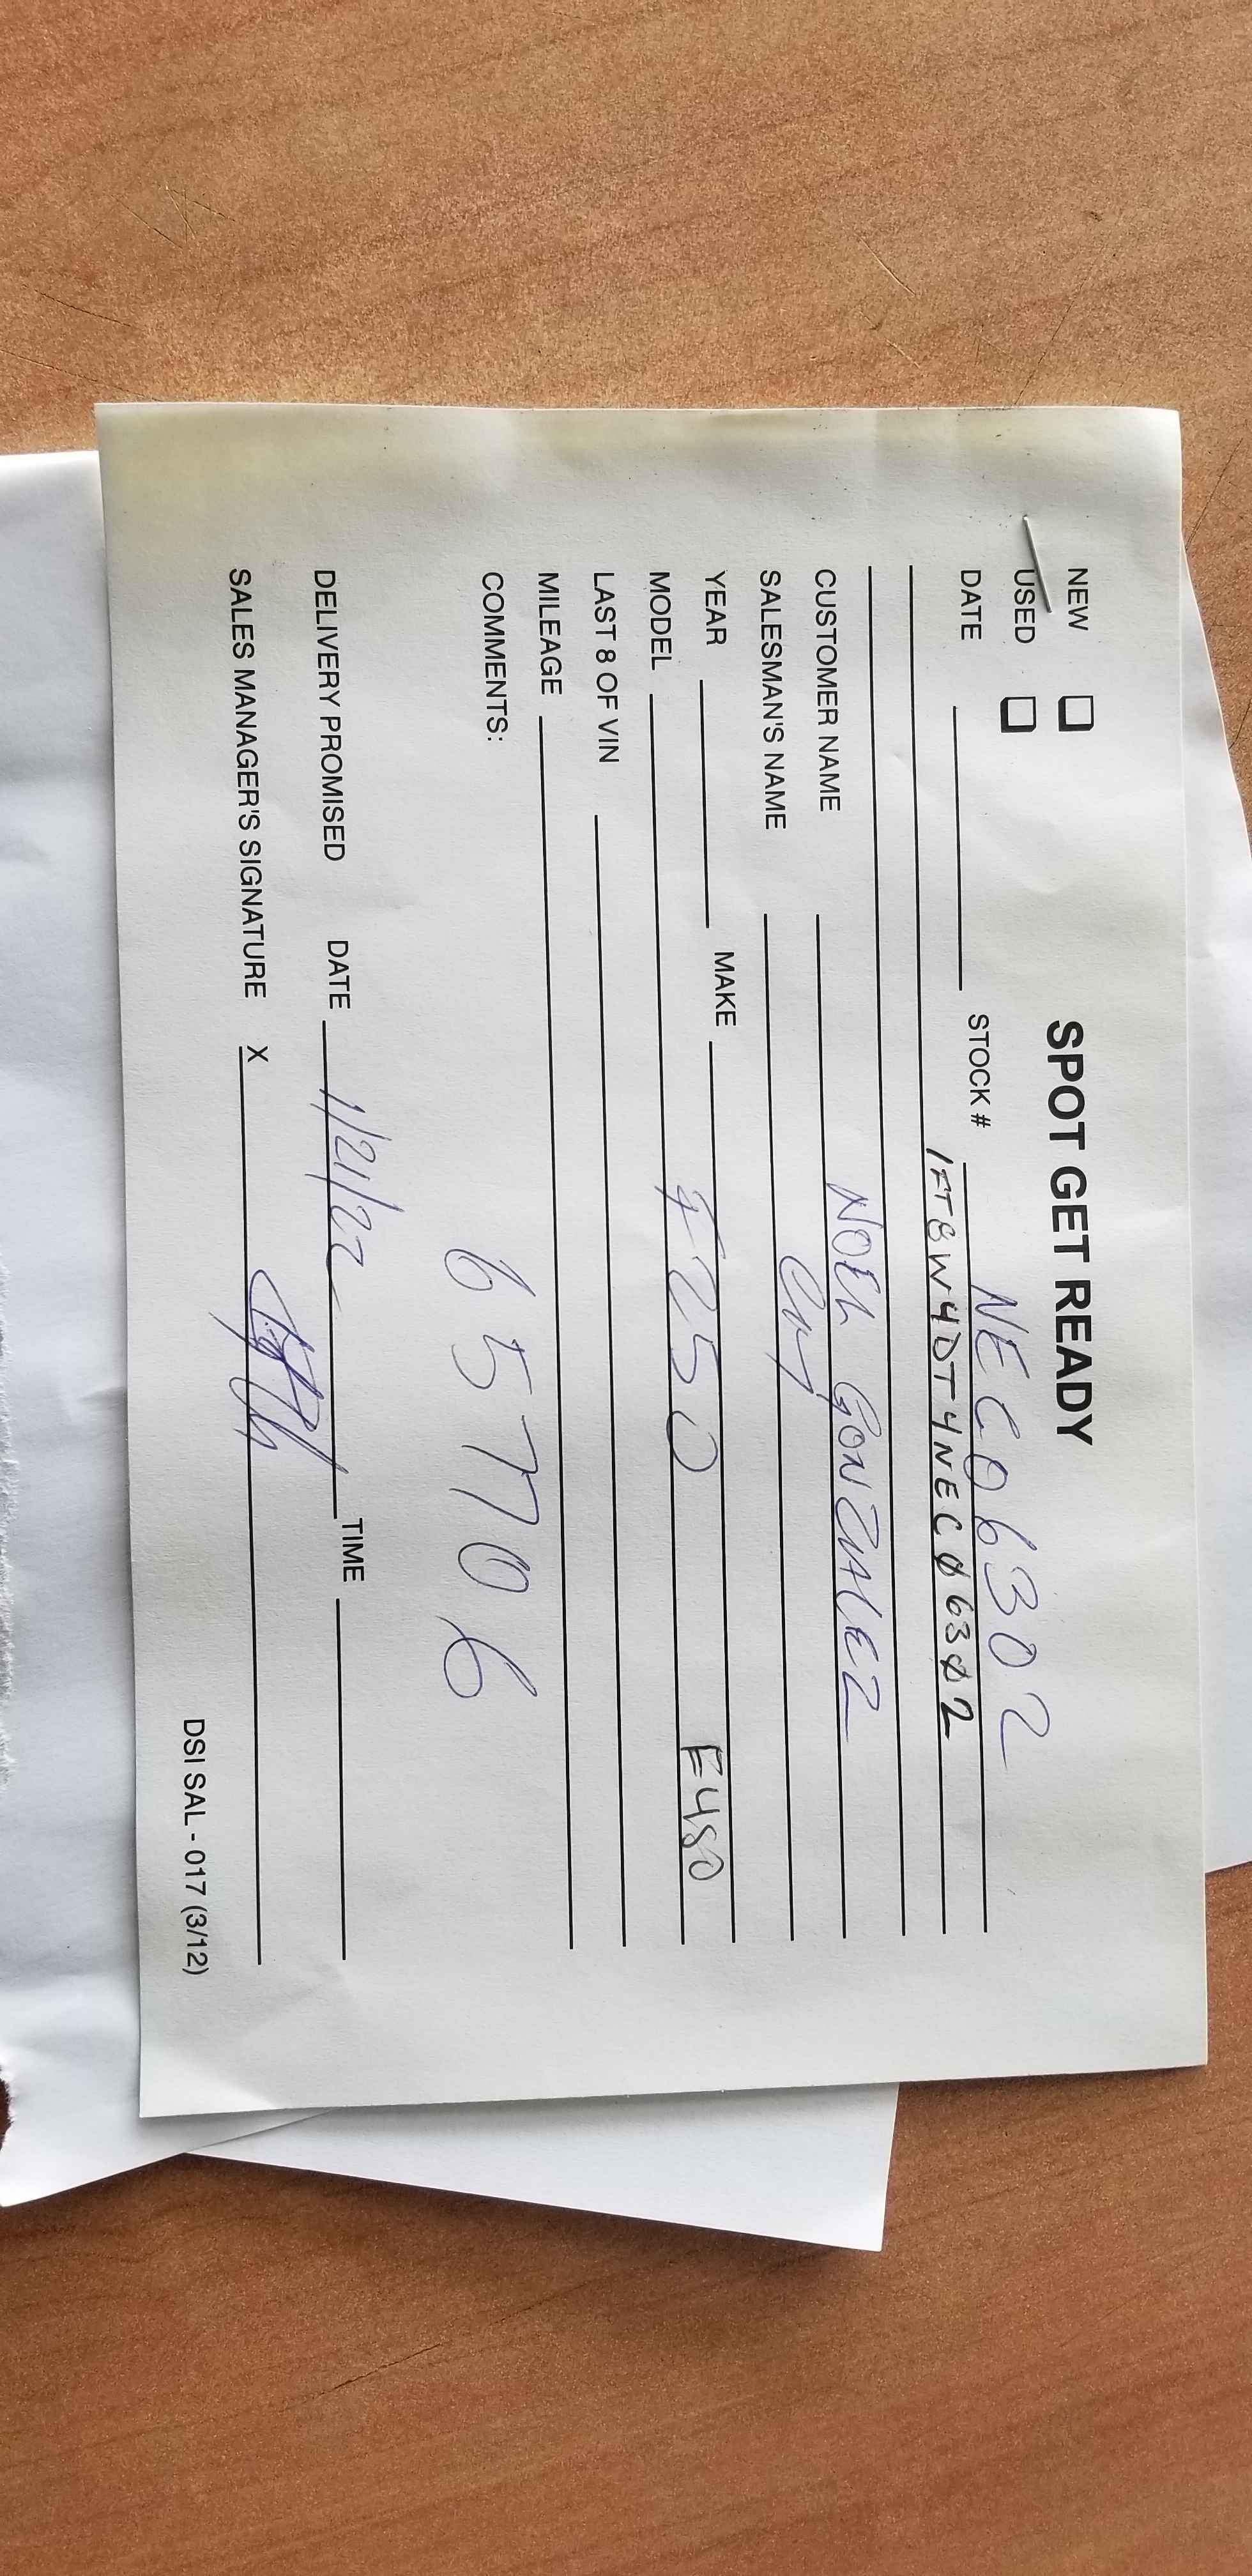 SPOT GET READY
NEW
USED
DATE STOCK # NEC06302
1FT8W4DT4NEC06302
CUSTOMER NAME NOEL GONZALEZ
SALESMAN'S NAME
YEAR MAKE
MODEL F250 F450
LAST 8 OF VIN
MILEAGE
COMMENTS:
657706
DELIVERY PROMISED DATE 1/21/22 TIME
SALES MANAGER'S SIGNATURE X
DSI SAL - 017 (3/12)